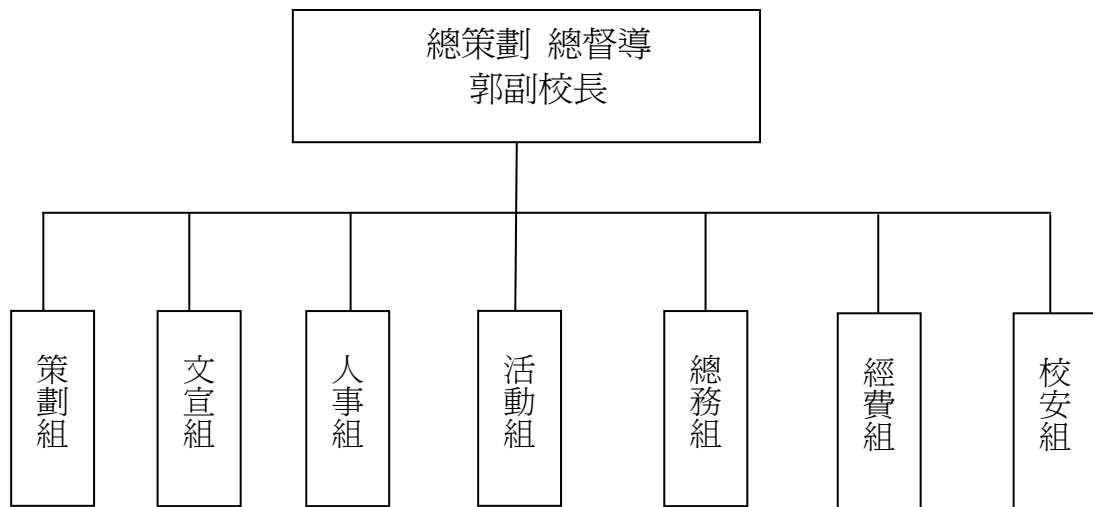 總策劃 總督導
郭副校長
策劃組
文宣組
人事組
活動組
總務組
經費組
校安組